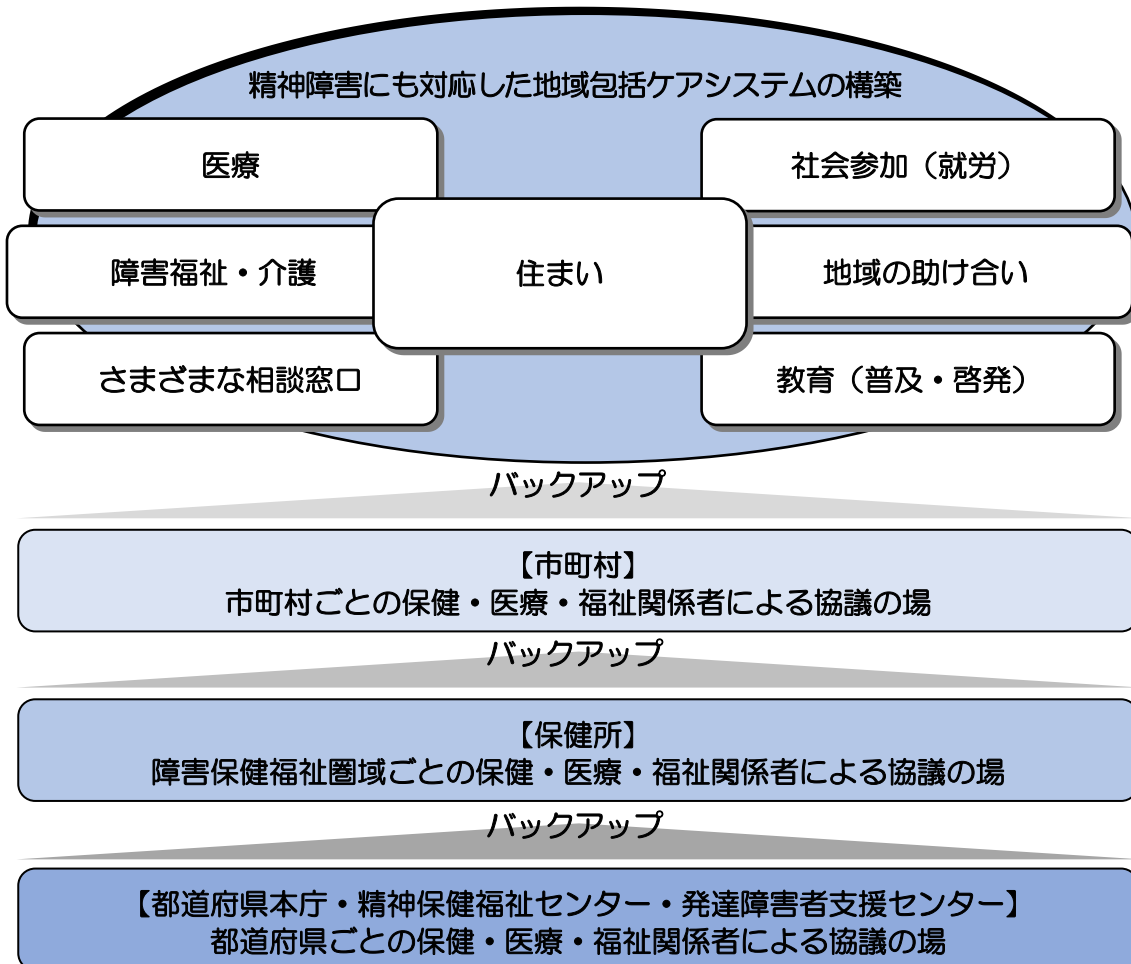 精神障害にも対応した地域包括ケアシステムの構築
医療
社会参加（就労）
障害福祉・介護
住まい
地域の助け合い
さまざまな相談窓口
教育（普及・啓発）
バックアップ
【市町村】
市町村ごとの保健・医療・福祉関係者による協議の場
バックアップ
【保健所】
障害保健福祉圏域ごとの保健・医療・福祉関係者による協議の場
バックアップ
【都道府県本庁・精神保健福祉センター・発達障害者支援センター】
都道府県ごとの保健・医療・福祉関係者による協議の場